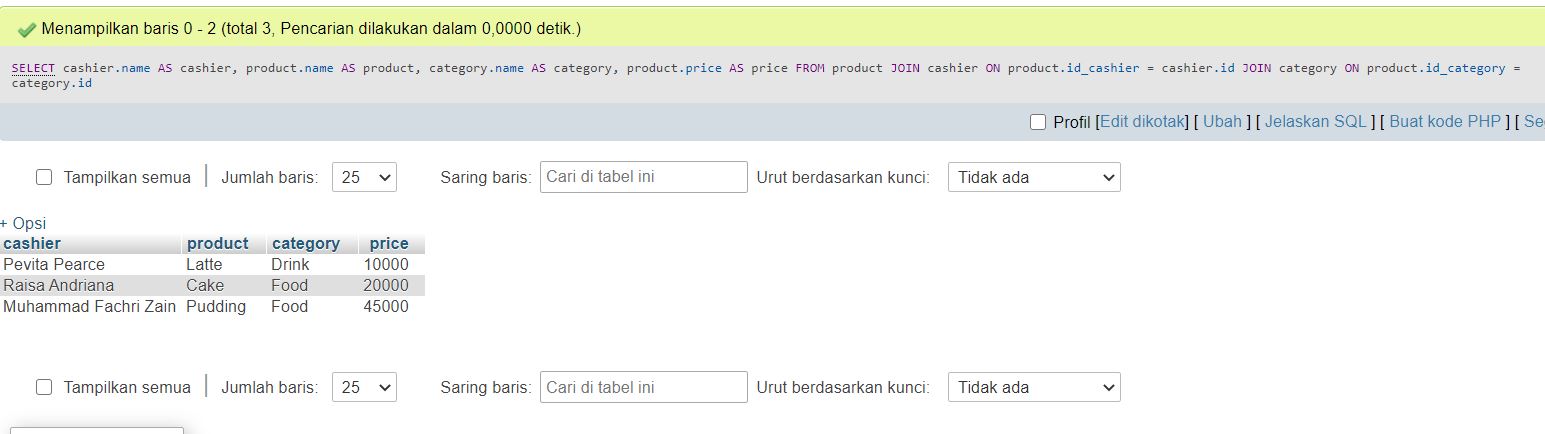 Menampilkan baris 0 - 2 (total 3, Pencarian dilakukan dalam 0,0000 detik.)
SELECT cashier.name AS cashier, product.name AS product, category.name AS category, product.price AS price FROM product JOIN cashier ON product.id_cashier = cashier.id JOIN category ON product.id_category =
category.id
Profil [Edit dikotak] [ Ubah ] [ Jelaskan SQL ] [ Buat kode PHP ] [
Tampilkan semua | Jumlah baris: 25 Saring baris: Cari di tabel ini Urut berdasarkan kunci: Tidak ada
+ Opsi
cashier product category price
Pevita Pearce Latte Drink 10000
Raisa Andriana Cake Food 20000
Muhammad Fachri Zain Pudding Food 45000
Tampilkan semua | Jumlah baris: 25 Saring baris: Cari di tabel ini Urut berdasarkan kunci: Tidak ada